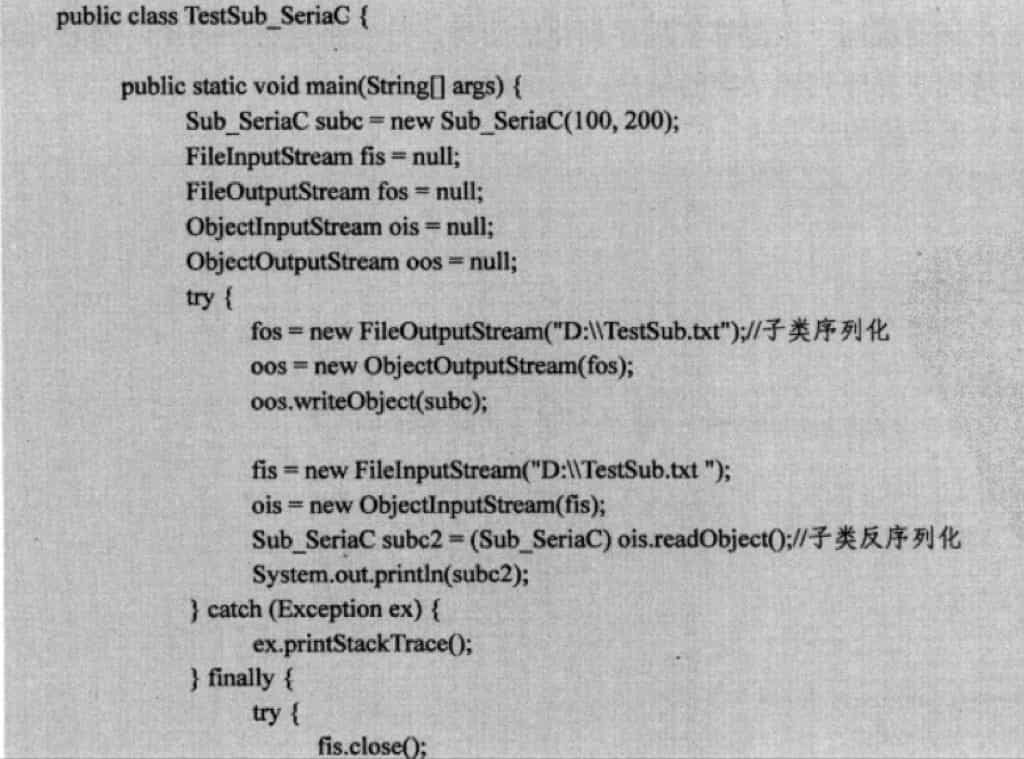 public class TestSub_SeriaC {
public static void main(String[] args) {
Sub_SeriaC subc = new Sub_SeriaC(100, 200);
FileInputStream fis = null;
FileOutputStream fos = null;
ObjectInputStream ois = null;
ObjectOutputStream oos = null;
try {
fos = new FileOutputStream("D:\\TestSub.txt");//子类序列化
oos = new ObjectOutputStream(fos);
oos.writeObject(subc);
fis = new FileInputStream("D:\\TestSub.txt ");
ois = new ObjectInputStream(fis);
Sub_SeriaC subc2 = (Sub_SeriaC) ois.readObject();//子类反序列化
System.out.println(subc2);
} catch (Exception ex) {
ex.printStackTrace();
} finally {
try {
fis.close();